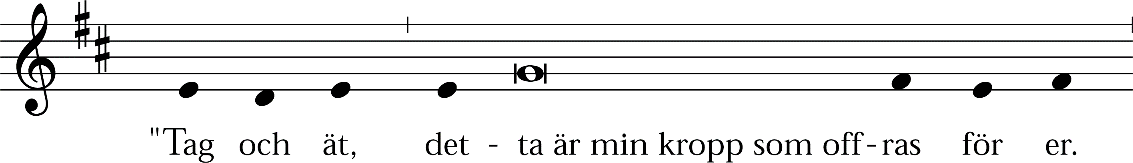 "Tag och ät, det - ta är min kropp som off - ras för er.